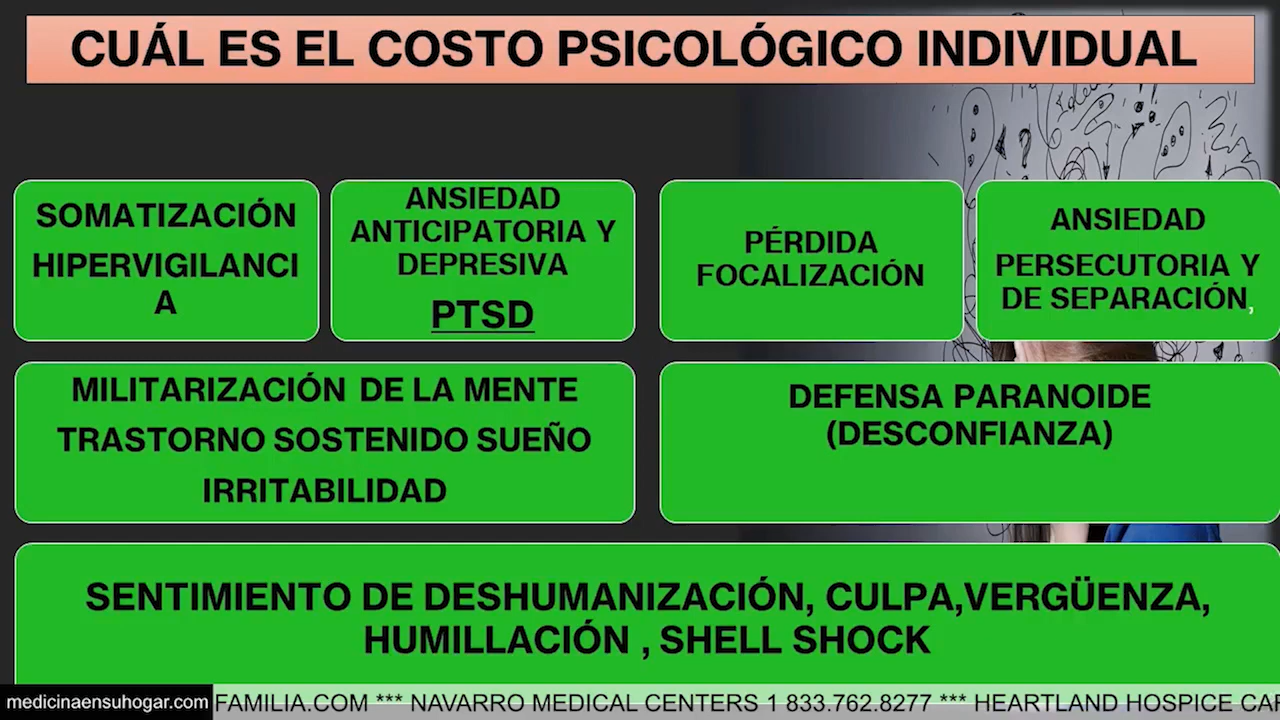 CUÁL ES EL COSTO PSICOLÓGICO INDIVIDUAL
SOMATIZACIÓN
HIPERVIGILANCI
A
ANSIEDAD
ANTICIPATORIA Y
DEPRESIVA
PTSD
PÉRDIDA
FOCALIZACIÓN
ANSIEDAD
PERSECUTORIA Y
DE SEPARACIÓN,
MILITARIZACIÓN DE LA MENTE
TRASTORNO SOSTENIDO SUEÑO
IRRITABILIDAD
DEFENSA PARANOIDE
(DESCONFIANZA)
SENTIMIENTO DE DESHUMANIZACIÓN, CULPA,VERGÜENZA,
HUMILLACIÓN , SHELL SHOCK
medicinaensuhogar.com FAMILIA.COM *** NAVARRO MEDICAL CENTERS 1 833.762.8277 *** HEARTLAND HOSPICE